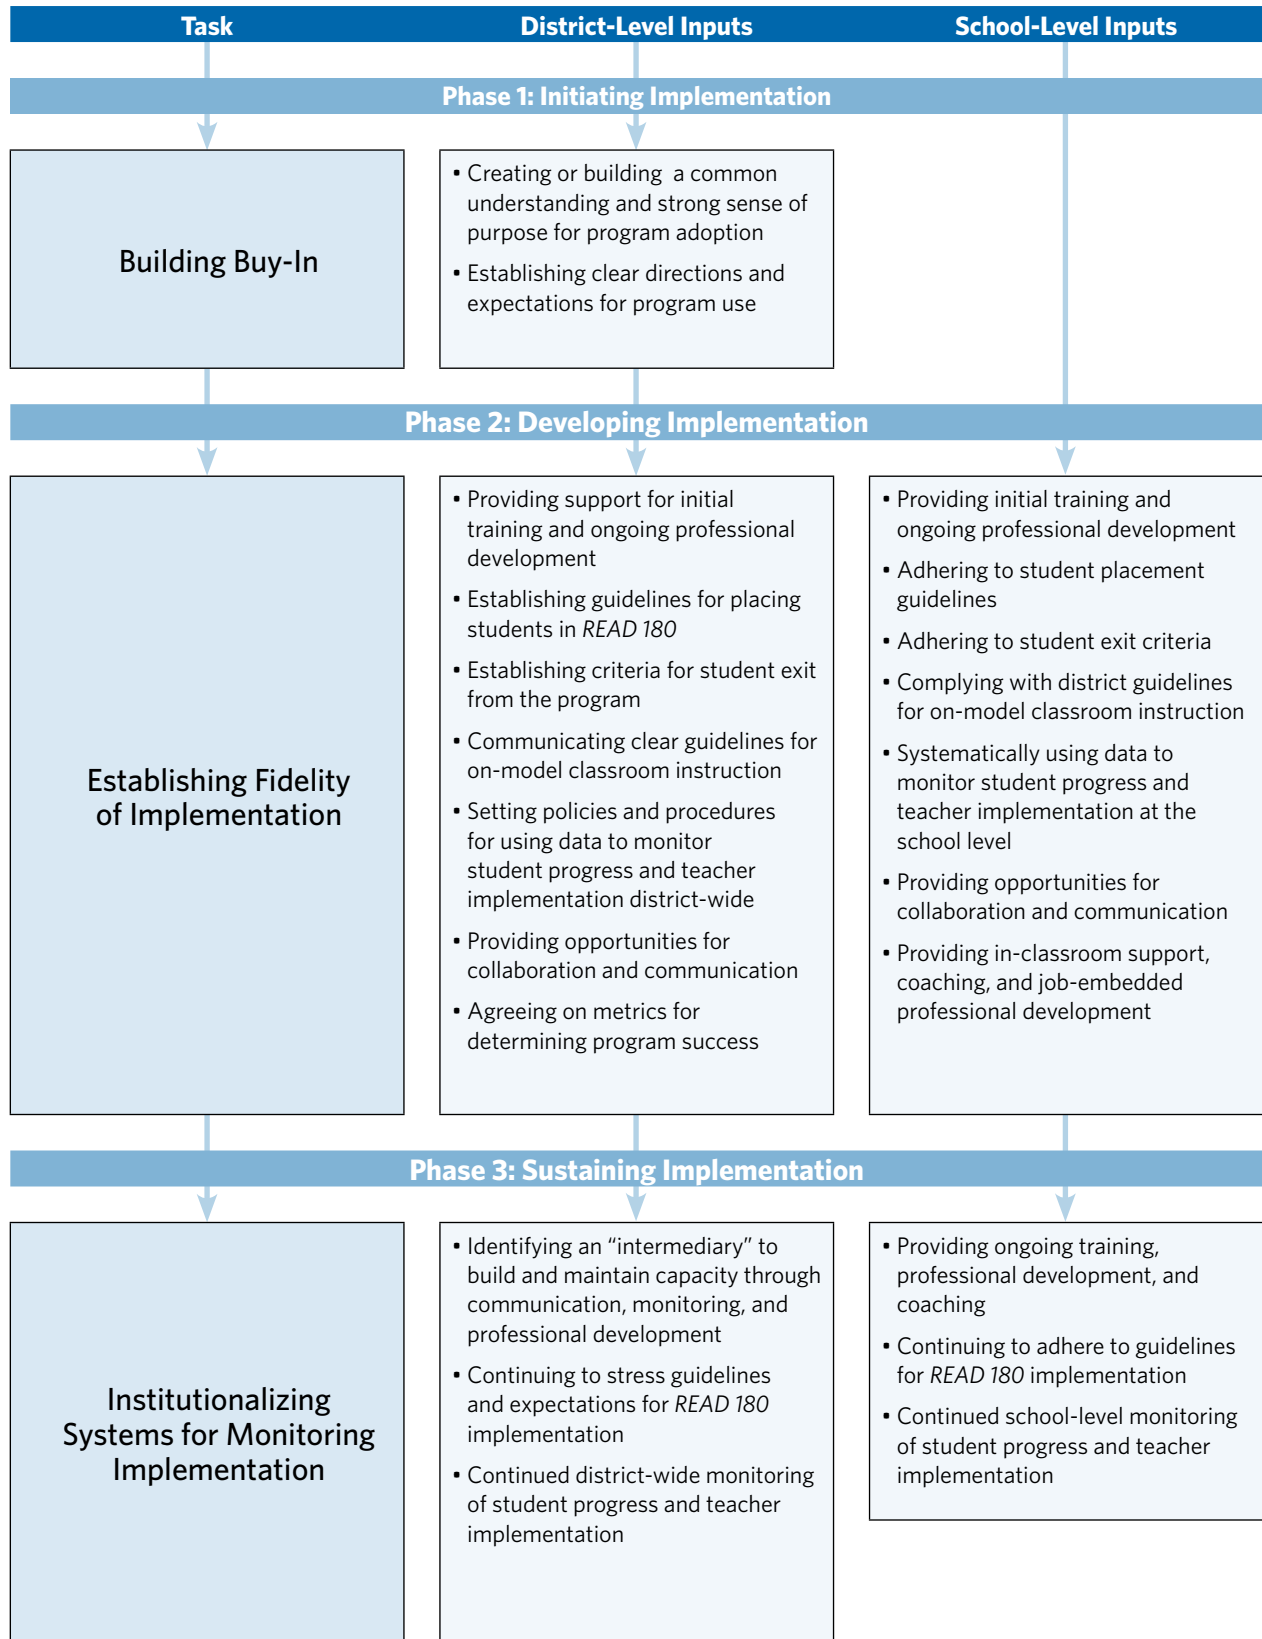 Task
District-Level Inputs
School-Level Inputs
Phase 1: Initiating Implementation
Building Buy-In
• Creating or building a common
understanding and strong sense of
purpose for program adoption
• Establishing clear directions and
expectations for program use
Phase 2: Developing Implementation
Establishing Fidelity
of Implementation
• Providing support for initial
training and ongoing professional
development
• Establishing guidelines for placing
students in READ 180
• Establishing criteria for student exit
from the program
• Communicating clear guidelines for
on-model classroom instruction
• Setting policies and procedures
for using data to monitor
student progress and teacher
implementation district-wide
• Providing opportunities for
collaboration and communication
• Agreeing on metrics for
determining program success
• Providing initial training and
ongoing professional development
• Adhering to student placement
guidelines
• Adhering to student exit criteria
• Complying with district guidelines
for on-model classroom instruction
• Systematically using data to
monitor student progress and
teacher implementation at the
school level
• Providing opportunities for
collaboration and communication
• Providing in-classroom support,
coaching, and job-embedded
professional development
Phase 3: Sustaining Implementation
Institutionalizing
Systems for Monitoring
Implementation
• Identifying an “intermediary” to
build and maintain capacity through
communication, monitoring, and
professional development
• Continuing to stress guidelines
and expectations for READ 180
implementation
• Continued district-wide monitoring
of student progress and teacher
implementation
• Providing ongoing training,
professional development, and
coaching
• Continuing to adhere to guidelines
for READ 180 implementation
• Continued school-level monitoring
of student progress and teacher
implementation